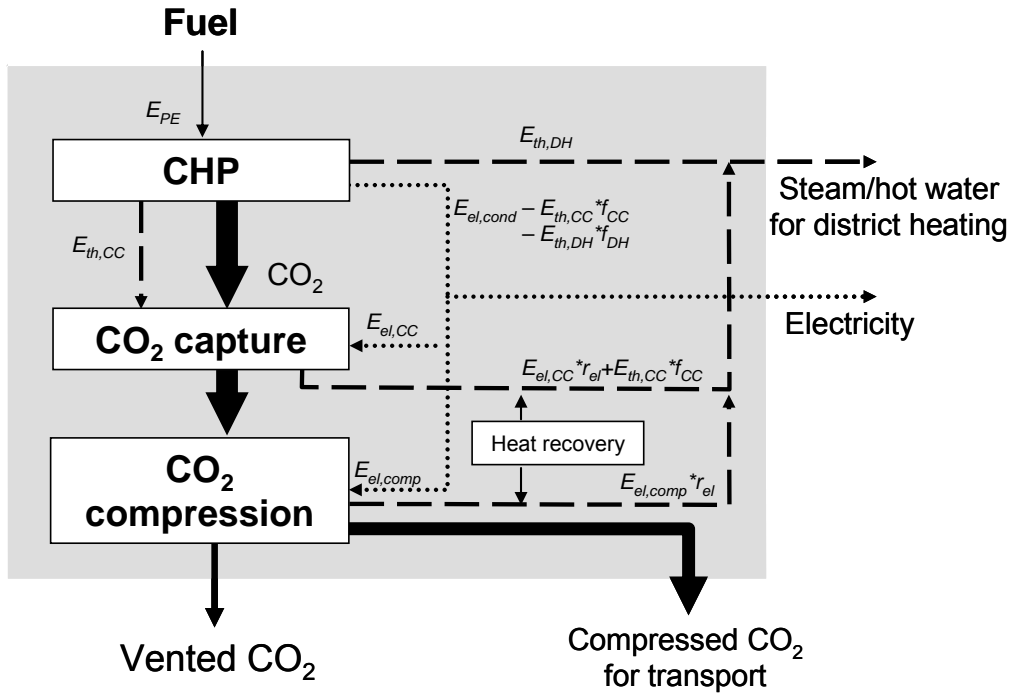 Fuel
E_PE
CHP
E_th,DH
Steam/hot water
for district heating
E_el,cond – E_th,CC*f_CC
– E_th,DH*f_DH
E_th,CC
CO₂
Electricity
CO₂ capture
E_el,CC
E_el,CC*r_el+E_th,CC*f_CC
Heat recovery
CO₂
compression
E_el,comp
E_el,comp*r_el
Vented CO₂
Compressed CO₂
for transport